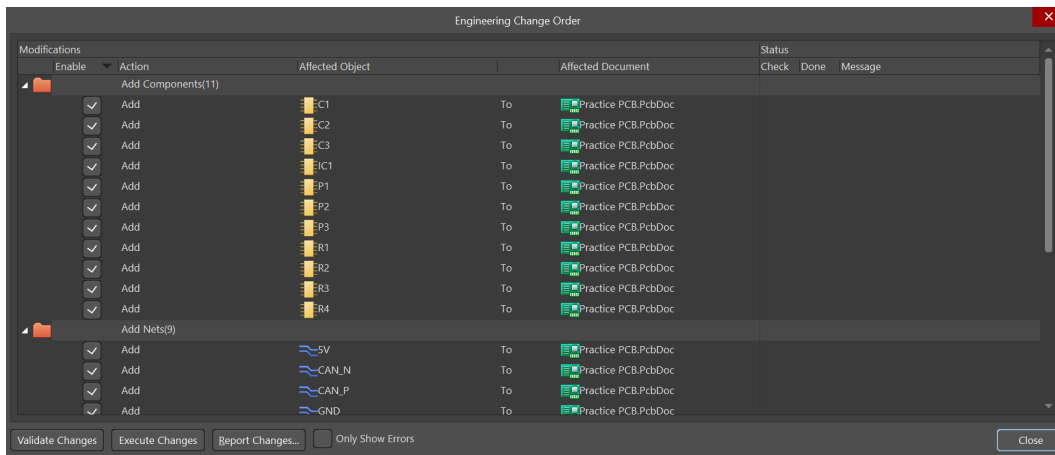 Engineering Change Order
Modifications Status
Enable Action Affected Object Affected Document Check Done Message
Add Components(11)
Add C1 To Practice PCB.PcbDoc
Add C2 To Practice PCB.PcbDoc
Add C3 To Practice PCB.PcbDoc
Add IC1 To Practice PCB.PcbDoc
Add P1 To Practice PCB.PcbDoc
Add P2 To Practice PCB.PcbDoc
Add P3 To Practice PCB.PcbDoc
Add R1 To Practice PCB.PcbDoc
Add R2 To Practice PCB.PcbDoc
Add R3 To Practice PCB.PcbDoc
Add R4 To Practice PCB.PcbDoc
Add Nets(9)
Add 5V To Practice PCB.PcbDoc
Add CAN_N To Practice PCB.PcbDoc
Add CAN_P To Practice PCB.PcbDoc
Add GND To Practice PCB.PcbDoc
Validate Changes Execute Changes Report Changes... Only Show Errors Close